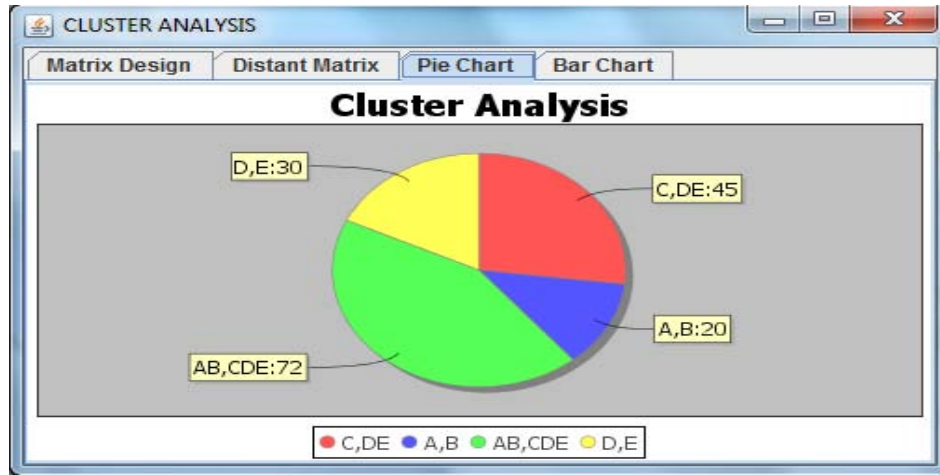 CLUSTER ANALYSIS
Matrix Design Distant Matrix Pie Chart Bar Chart
Cluster Analysis
D,E:30
C,DE:45
A,B:20
AB,CDE:72
C,DE A,B AB,CDE D,E